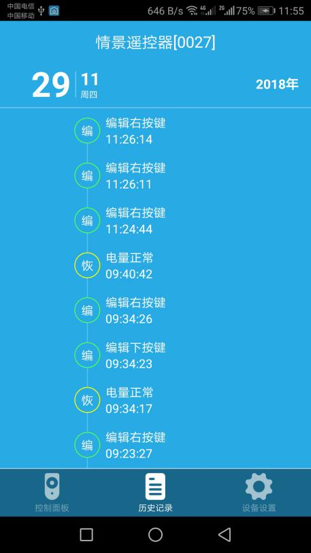 中国电信
中国移动
646 B/s
4G
2G
75%
11:55
情景遥控器[0027]
29
11
周四
2018年
编
编辑右按键
11:26:14
编
编辑右按键
11:26:11
编
编辑右按键
11:24:44
恢
电量正常
09:40:42
编
编辑右按键
09:34:26
编
编辑下按键
09:34:23
恢
电量正常
09:34:17
编
编辑右按键
09:23:27
控制面板
历史记录
设备设置